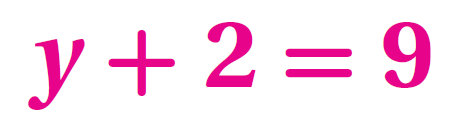 y + 2 = 9